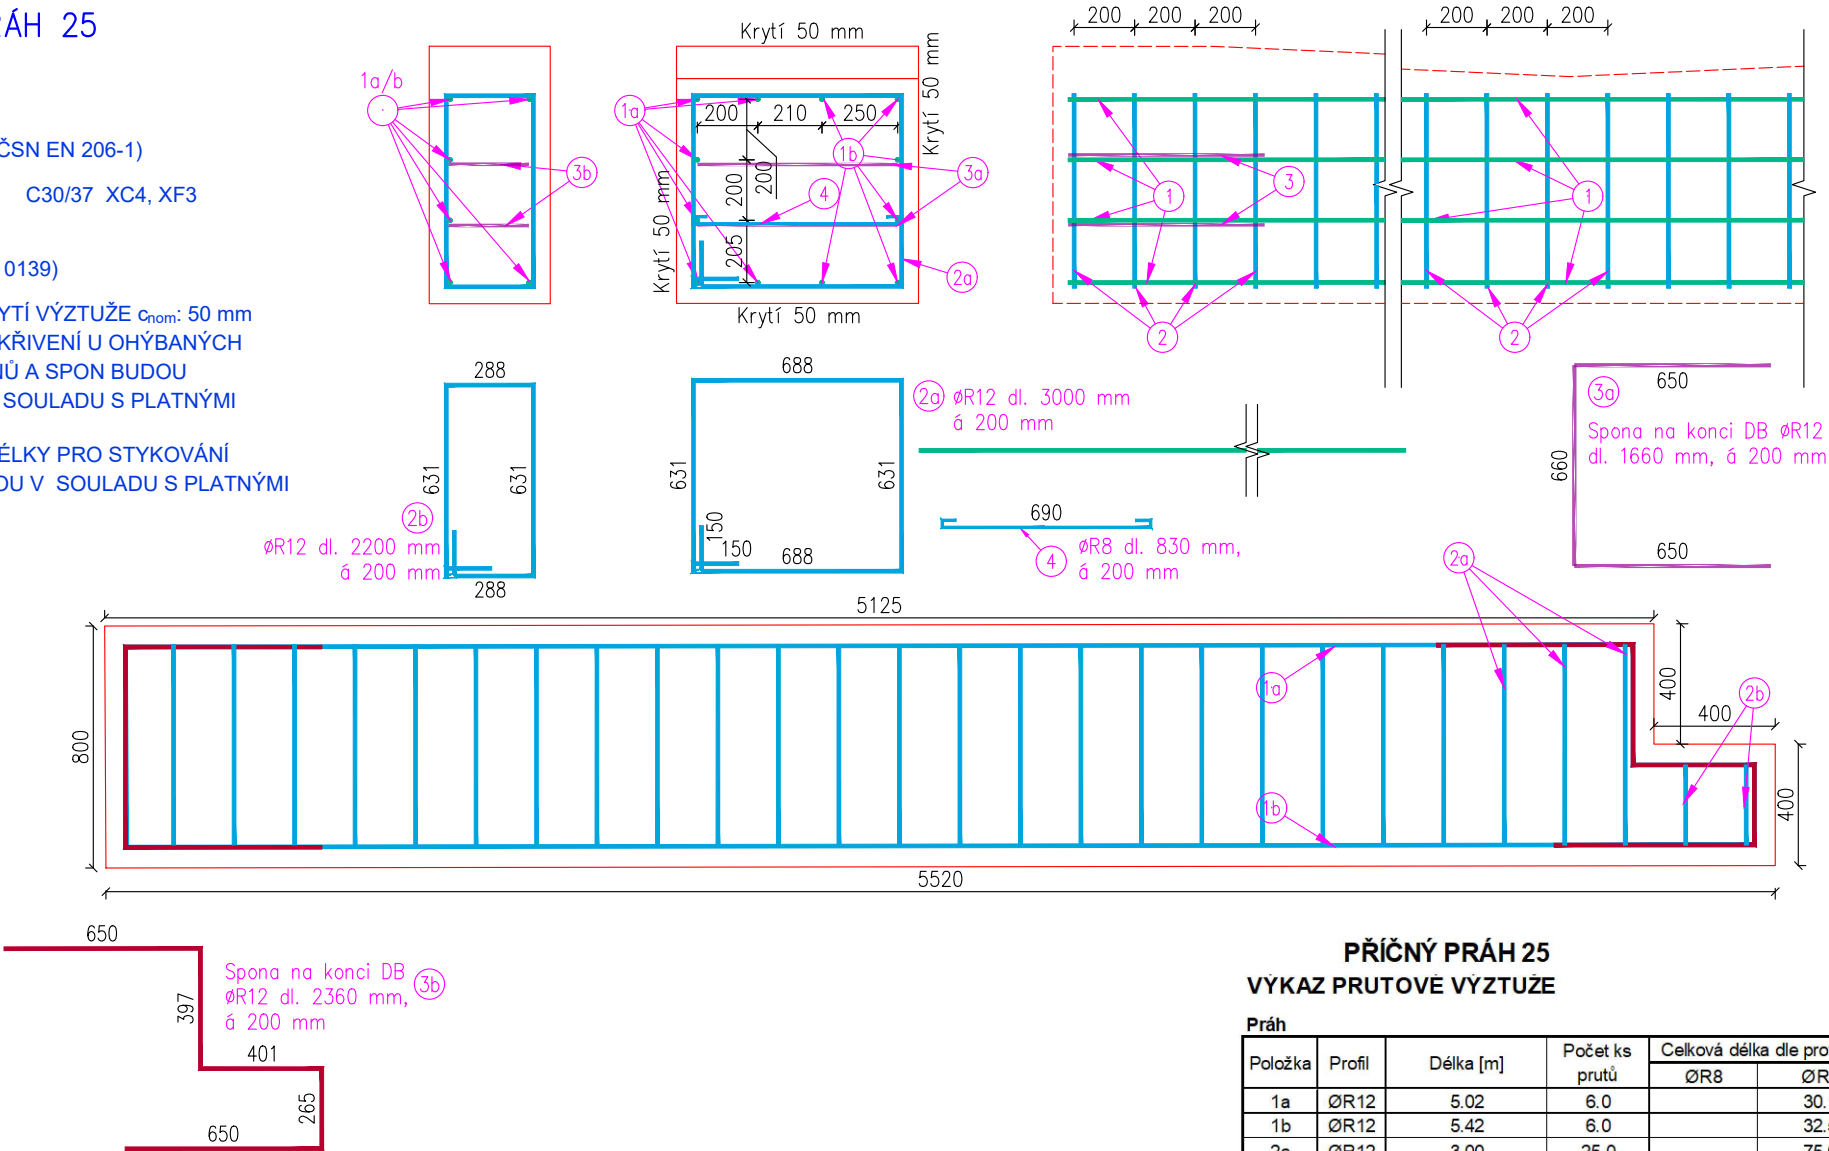 25
ČSN EN 206-1)
C30/37 XC4, XF3
0139)
VÝZTUŽE cnom: 50 mm
U OHÝBANÝCH
A SPON BUDOU
SOULADU S PLATNÝMI
PRO STYKOVÁNÍ
V SOULADU S PLATNÝMI
1a/b
3b
Krytí 50 mm
Krytí 50 mm
Krytí 50 mm
Krytí 50 mm
1a
200
210
250
1b
200
200
205
4
3a
2a
200
200
200
200
200
200
1
3
1
2
2
288
631
631
288
2b
øR12 dl. 2200 mm
á 200 mm
688
631
631
150
150
688
2a
øR12 dl. 3000 mm
á 200 mm
690
4
øR8 dl. 830 mm,
á 200 mm
650
3a
Spona na konci DB øR12
dl. 1660 mm, á 200 mm
660
650
5125
800
1a
1b
2a
2b
400
400
400
5520
650
397
Spona na konci DB
øR12 dl. 2360 mm,
á 200 mm
3b
401
265
650
PŘÍČNÝ PRÁH 25
VÝKAZ PRUTOVÉ VÝZTUŽE
Práh
Položka Profil Délka [m] Počet ks prutů Celková délka dle
ØR8
1a ØR12 5.02 6.0 30.
1b ØR12 5.42 6.0 32.
2a ØR12 3.00 25.0 75.